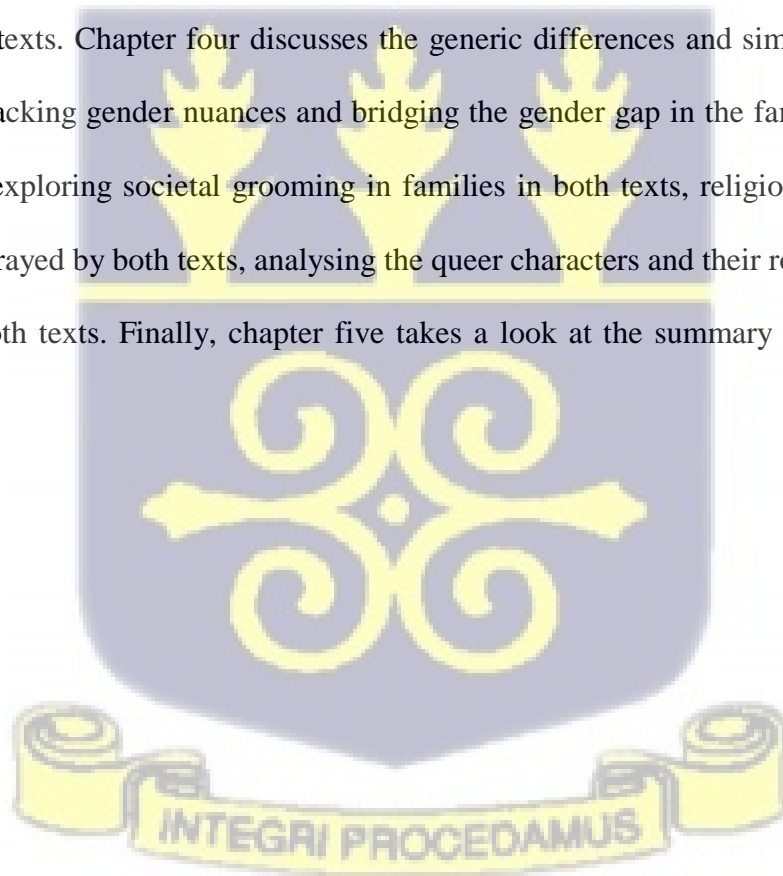 texts. Chapter four discusses the generic differences and sim
acking gender nuances and bridging the gender gap in the fa
exploring societal grooming in families in both texts, religio
rayed by both texts, analysing the queer characters and their r
oth texts. Finally, chapter five takes a look at the summary
INTEGRI PROCEDAMUS